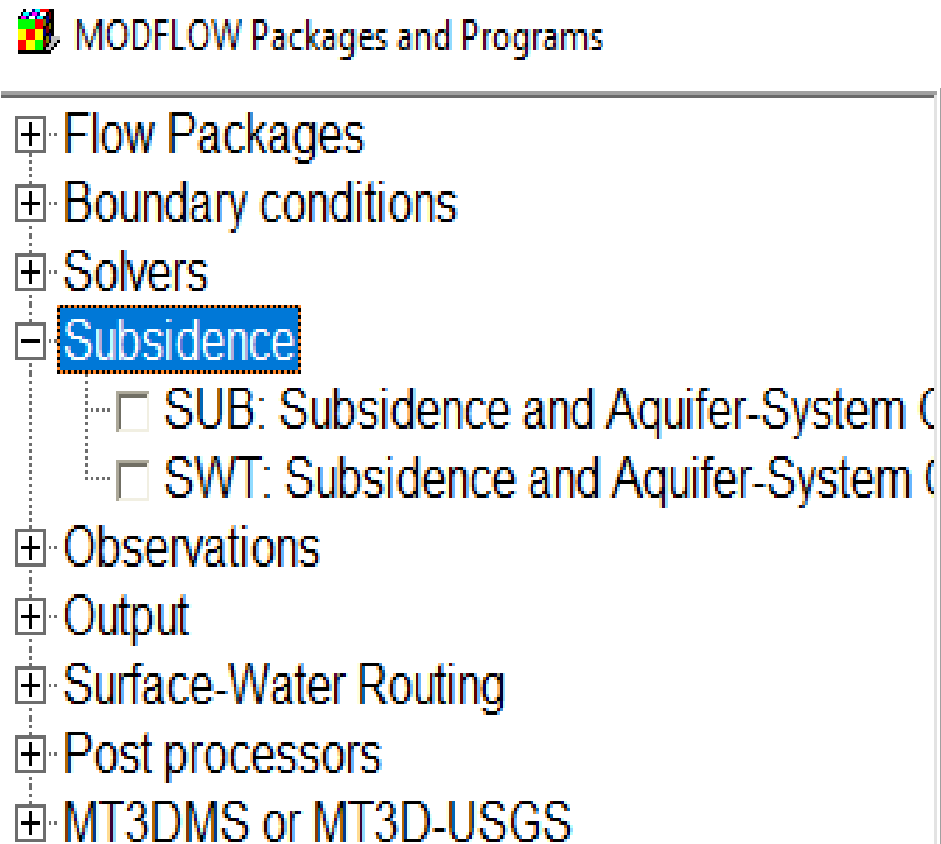 MODFLOW Packages and Programs
Flow Packages
Boundary conditions
Solvers
Subsidence
SUB: Subsidence and Aquifer-System
SWT: Subsidence and Aquifer-System
Observations
Output
Surface-Water Routing
Post processors
MT3DMS or MT3D-USGS